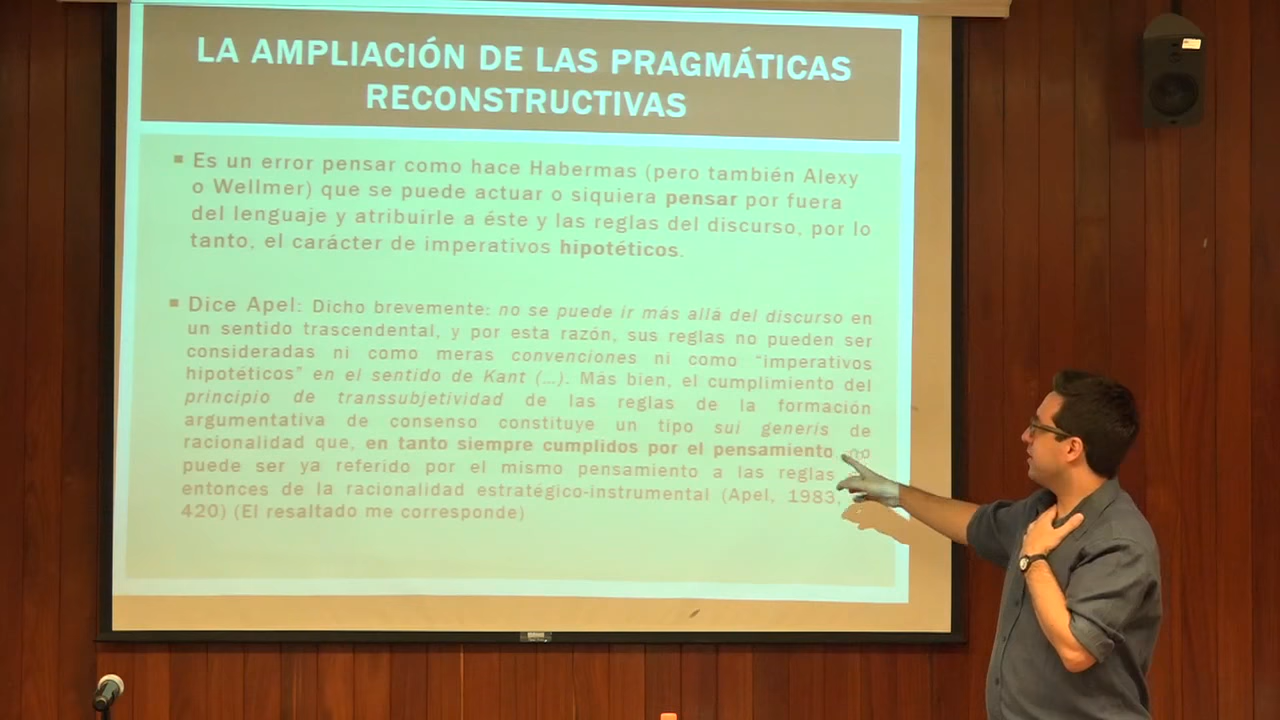 LA AMPLIACIÓN DE LAS PRAGMÁTICAS
RECONSTRUCTIVAS
▪ Es un error pensar como hace Habermas (pero también Alexy
o Wellmer) que se puede actuar o siquiera pensar por fuera
del lenguaje y atribuirle a éste y las reglas del discurso, por lo
tanto, el carácter de imperativos hipotéticos.
▪ Dice Apel: Dicho brevemente: no se puede ir más allá del discurso en
un sentido trascendental, y por esta razón, sus reglas no pueden ser
consideradas ni como meras convenciones ni como “imperativos
hipotéticos” en el sentido de Kant (…). Más bien, el cumplimiento del
principio de transsubjetividad de las reglas de la formación
argumentativa de consenso constituye un tipo sui generis de
racionalidad que, en tanto siempre cumplidos por el pensamiento no
puede ser ya referido por el mismo pensamiento a las reglas
entonces de la racionalidad estratégico-instrumental (Apel, 1983,
420) (El resaltado me corresponde)